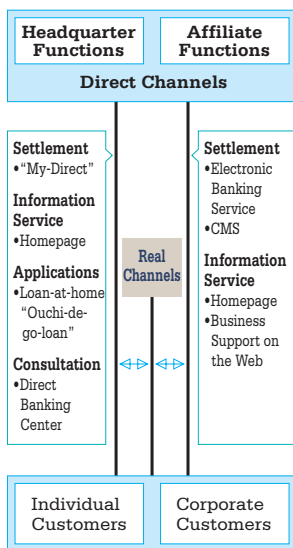 Headquarter
Functions
Affiliate
Functions
Direct Channels
Settlement
•“My-Direct”
Information
Service
•Homepage
Applications
•Loan-at-home
“Ouchi-de-
go-loan”
Consultation
•Direct
Banking
Center
Real
Channels
Settlement
•Electronic
Banking
Service
•CMS
Information
Service
•Homepage
•Business
Support on
the Web
Individual
Customers
Corporate
Customers